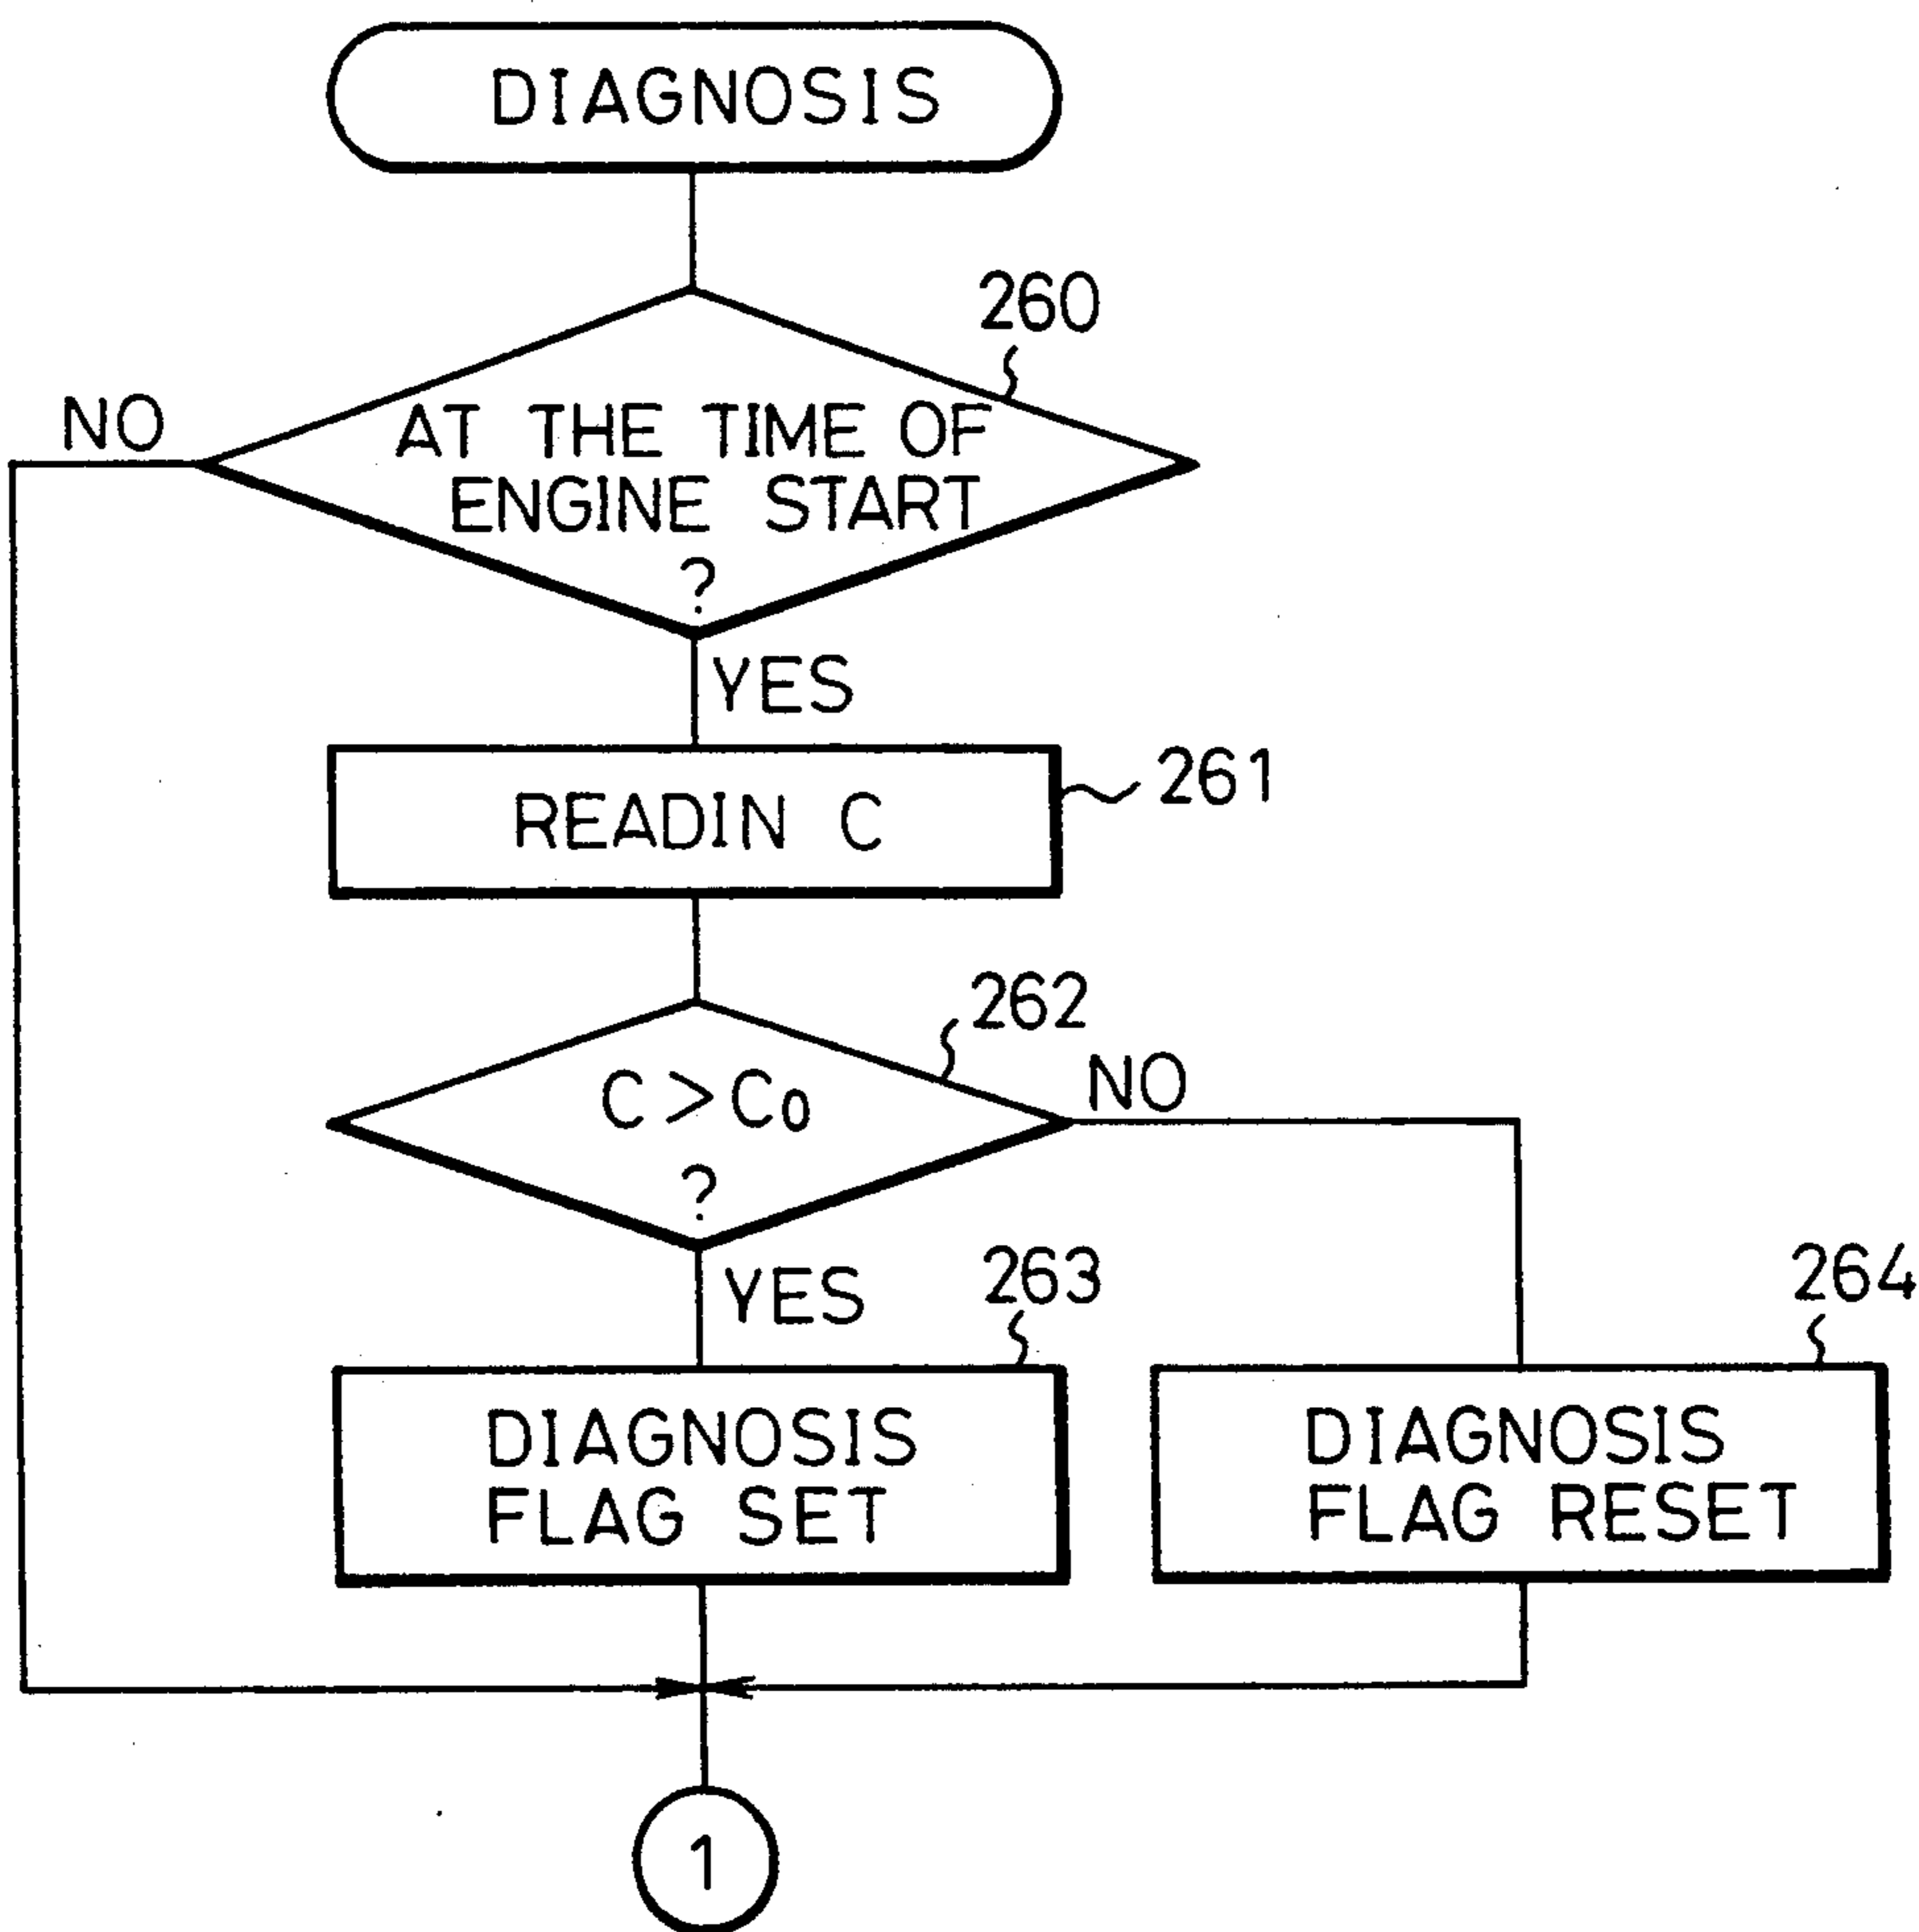 DIAGNOSIS
260
NO
AT THE TIME OF
ENGINE START
?
YES
READIN C
261
262
C > C₀
?
NO
YES
263
264
DIAGNOSIS
FLAG SET
DIAGNOSIS
FLAG RESET
1